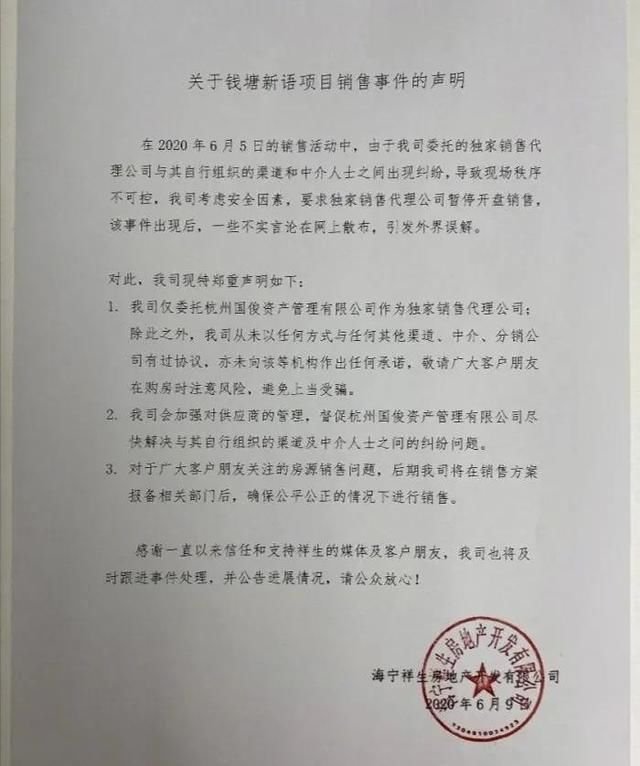 关于钱塘新语项目销售事件的声明
在2020年6月5日的销售活动中，由于我司委托的独家销售代
理公司与其自行组织的渠道和中介人士之间出现纠纷，导致现场秩序
不可控，我司考虑安全因素，要求独家销售代理公司暂停开盘销售，
该事件出现后，一些不实言论在网上散布，引发外界误解。
对此，我司现特郑重声明如下：
1. 我司仅委托杭州国俊资产管理有限公司作为独家销售代理公司；
除此之外，我司从未以任何方式与任何其他渠道、中介、分销公
司有过协议，亦未向该等机构作出任何承诺，敬请广大客户朋友
在购房时注意风险，避免上当受骗。
2. 我司会加强对供应商的管理，督促杭州国俊资产管理有限公司尽
快解决与其自行组织的渠道及中介人士之间的纠纷问题。
3. 对于广大客户朋友关注的房源销售问题，后期我司将在销售方案
报备相关部门后，确保公平公正的情况下进行销售。
感谢一直以来信任和支持祥生的媒体及客户朋友，我司也将及
时跟进事件处理，并公告进展情况，请公众放心！
海宁祥生房地产开发有限公司
2020年6月9日
海宁祥生房地产开发有限公司